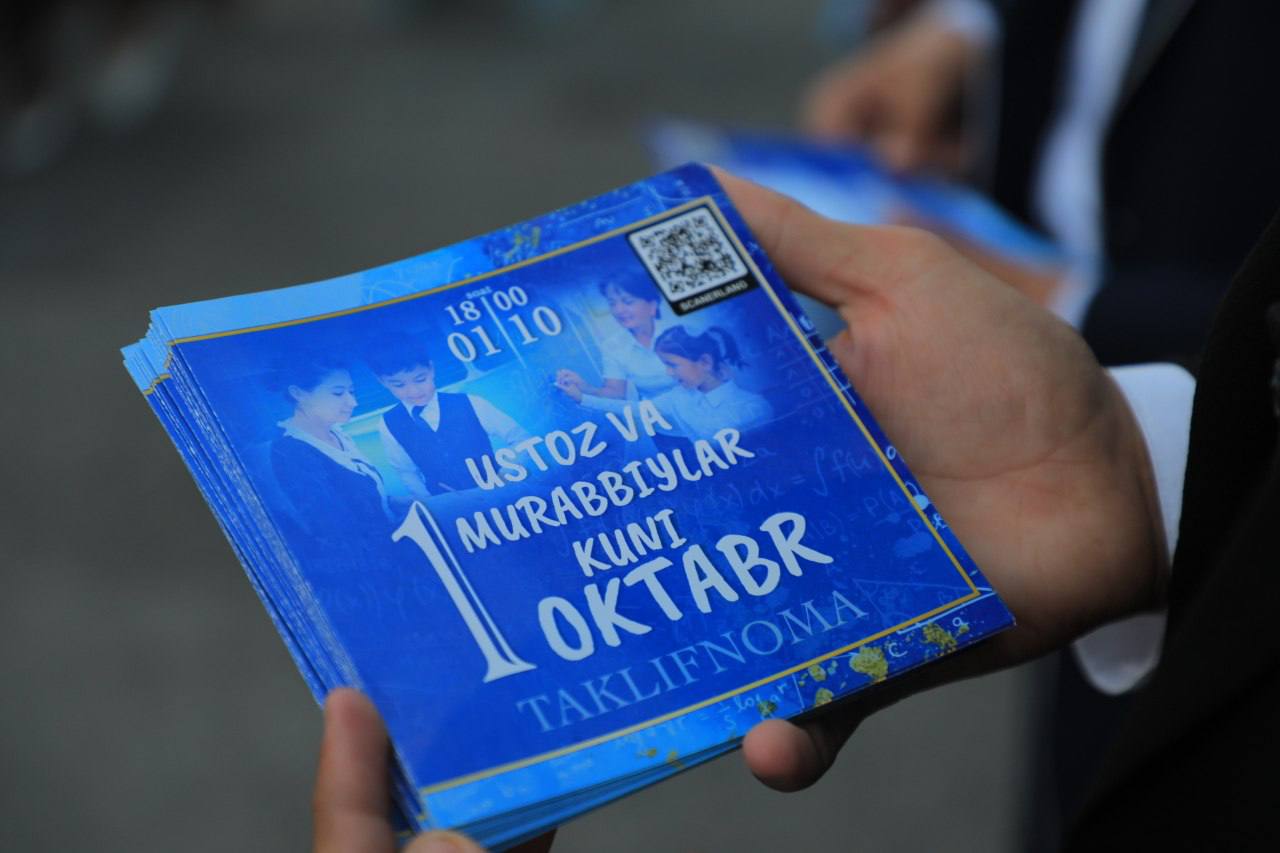 soat
18 00
01 10
SCANERLAND
USTOZ VA
MURABBIYLAR
KUNI
1 OKTABR
TAKLIFNOMA